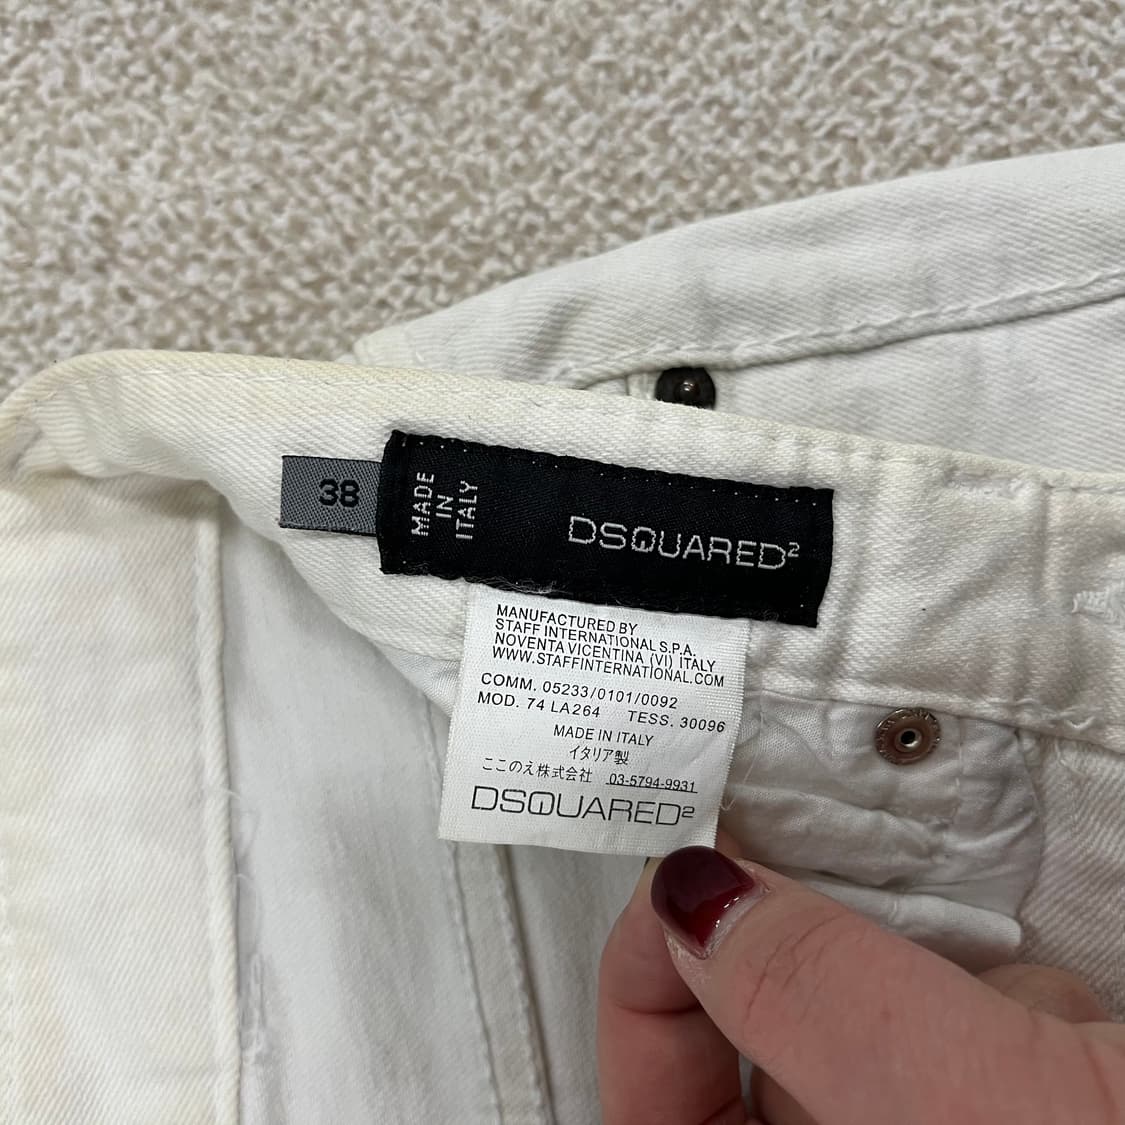 38
MADE
IN
ITALY
DSQUARED²
MANUFACTURED BY
STAFF INTERNATIONAL S.P.A.
NOVENTA VICENTINA (VI) ITALY
WWW.STAFFINTERNATIONAL.COM
COMM. 05233/0101/0092
MOD. 74 LA264 TESS. 30096
MADE IN ITALY
イタリア製
ここのえ株式会社 03-5794-9931
DSQUARED²